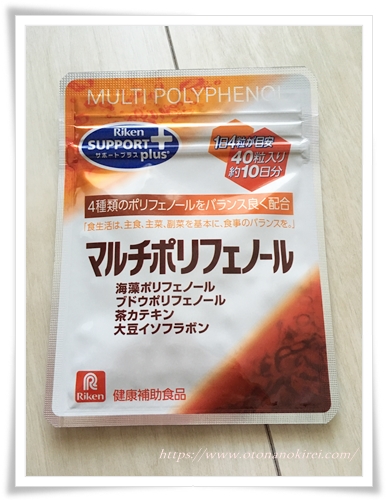 MULTI POLYPHENOL
Riken
SUPPORT
サポートプラス plus+
1日4粒が目安
40粒入り
約10日分
4種類のポリフェノールをバランス良く配合
「食生活は、主食、主菜、副菜を基本に、食事のバランスを。」
マルチポリフェノール
海藻ポリフェノール
ブドウポリフェノール
茶カテキン
大豆イソフラボン
R
Riken
健康補助食品
https://www.otonanokirei.com/